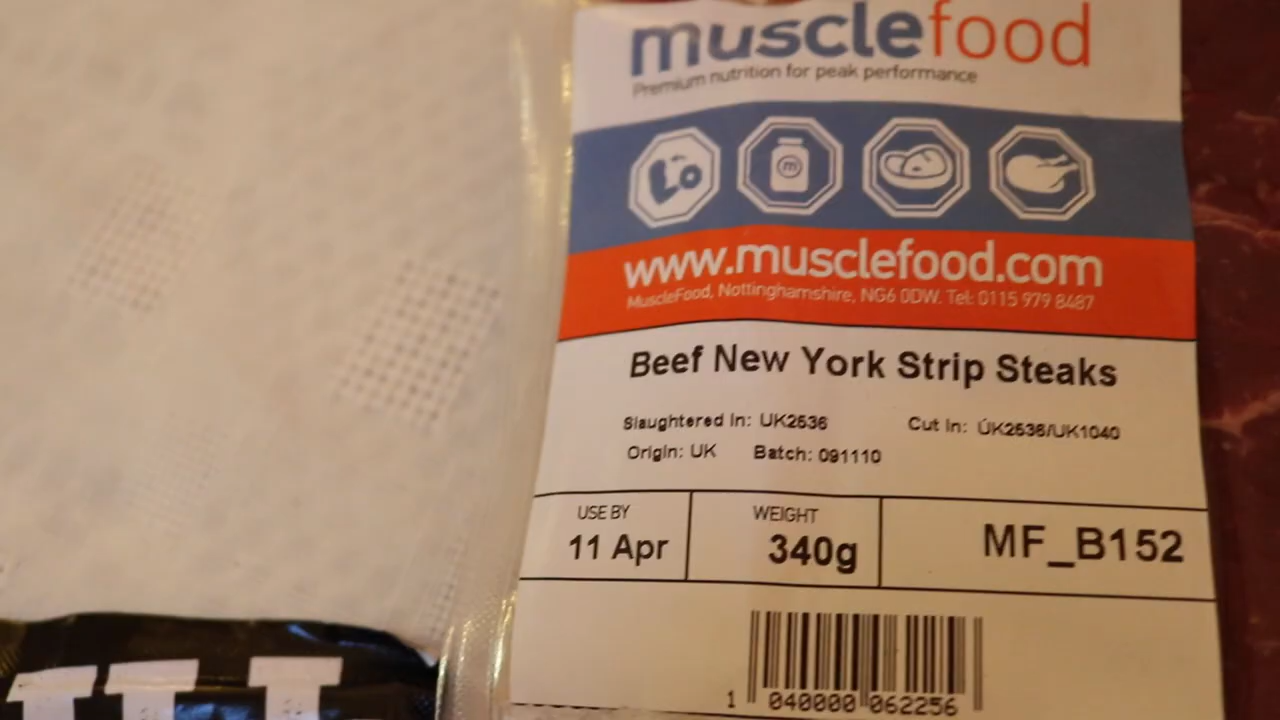 musclefood
Premium nutrition for peak performance
m
www.musclefood.com
MuscleFood, Nottinghamshire, NG6 0DW. Tel: 0115 979 8487
Beef New York Strip Steaks
Slaughtered In: UK2536 Cut In: UK2536/UK1040
Origin: UK Batch: 091110
USE BY WEIGHT
11 Apr 340g MF_B152
1 040000 062256